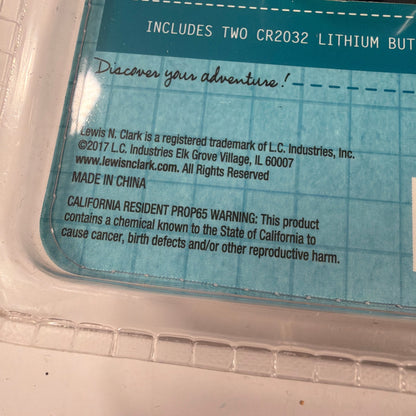 INCLUDES TWO CR2032 LITHIUM BUT
Discover your adventure!
Lewis N. Clark is a registered trademark of L.C. Industries, Inc.
©2017 L.C. Industries Elk Grove Village, IL 60007
www.lewisnclark.com. All Rights Reserved
MADE IN CHINA
CALIFORNIA RESIDENT PROP65 WARNING: This product
contains a chemical known to the State of California to
cause cancer, birth defects and/or other reproductive harm.